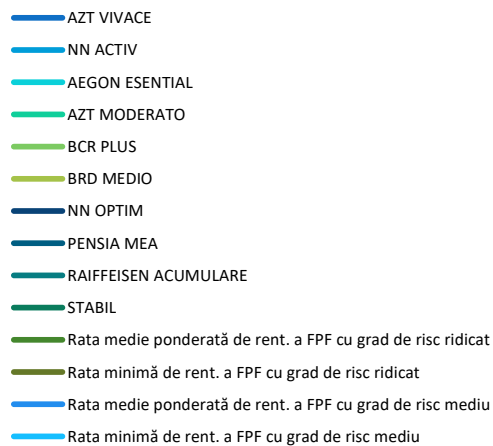 AZT VIVACE
NN ACTIV
AEGON ESENTIAL
AZT MODERATO
BCR PLUS
BRD MEDIO
NN OPTIM
PENSIA MEA
RAIFFEISEN ACUMULARE
STABIL
Rata medie ponderată de rent. a FPF cu grad de risc ridicat
Rata minimă de rent. a FPF cu grad de risc ridicat
Rata medie ponderată de rent. a FPF cu grad de risc mediu
Rata minimă de rent. a FPF cu grad de risc mediu